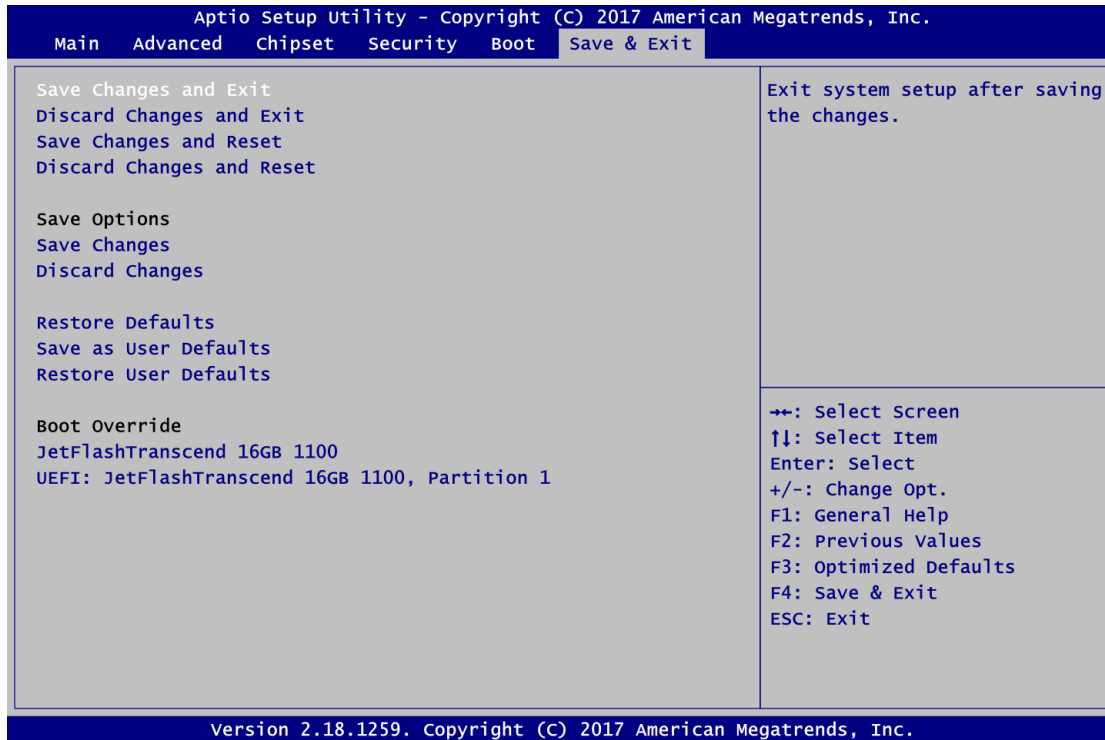 Aptio Setup Utility - Copyright (C) 2017 American Megatrends, Inc.
Main Advanced Chipset Security Boot Save & Exit
Save Changes and Exit
Discard Changes and Exit
Save Changes and Reset
Discard Changes and Reset
Save Options
Save Changes
Discard Changes
Restore Defaults
Save as User Defaults
Restore User Defaults
Boot Override
JetFlashTranscend 16GB 1100
UEFI: JetFlashTranscend 16GB 1100, Partition 1
Exit system setup after saving
the changes.
→←: Select Screen
↑↓: Select Item
Enter: Select
+/-: Change Opt.
F1: General Help
F2: Previous Values
F3: Optimized Defaults
F4: Save & Exit
ESC: Exit
Version 2.18.1259. Copyright (C) 2017 American Megatrends, Inc.